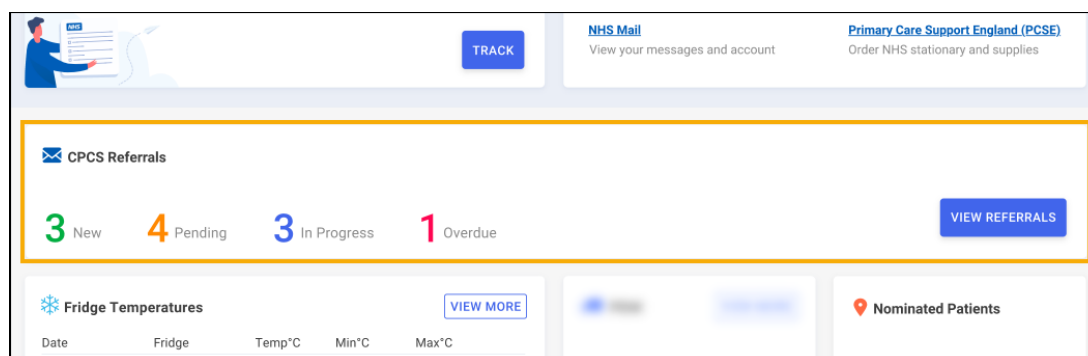 NHS
TRACK
NHS Mail
View your messages and account
Primary Care Support England (PCSE)
Order NHS stationary and supplies
CPCS Referrals
3 New
4 Pending
3 In Progress
1 Overdue
VIEW REFERRALS
Fridge Temperatures
VIEW MORE
Date Fridge Temp°C Min°C Max°C
Nominated Patients